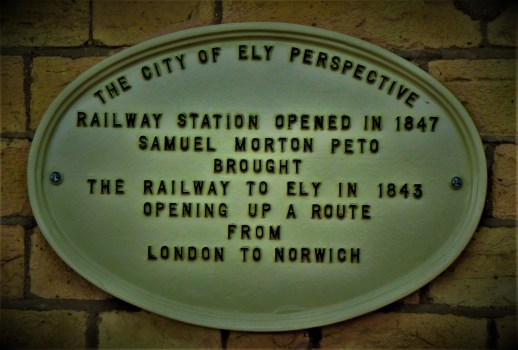 THE CITY OF ELY PERSPECTIVE
RAILWAY STATION OPENED IN 1847
SAMUEL MORTON PETO
BROUGHT
THE RAILWAY TO ELY IN 1843
OPENING UP A ROUTE
FROM
LONDON TO NORWICH